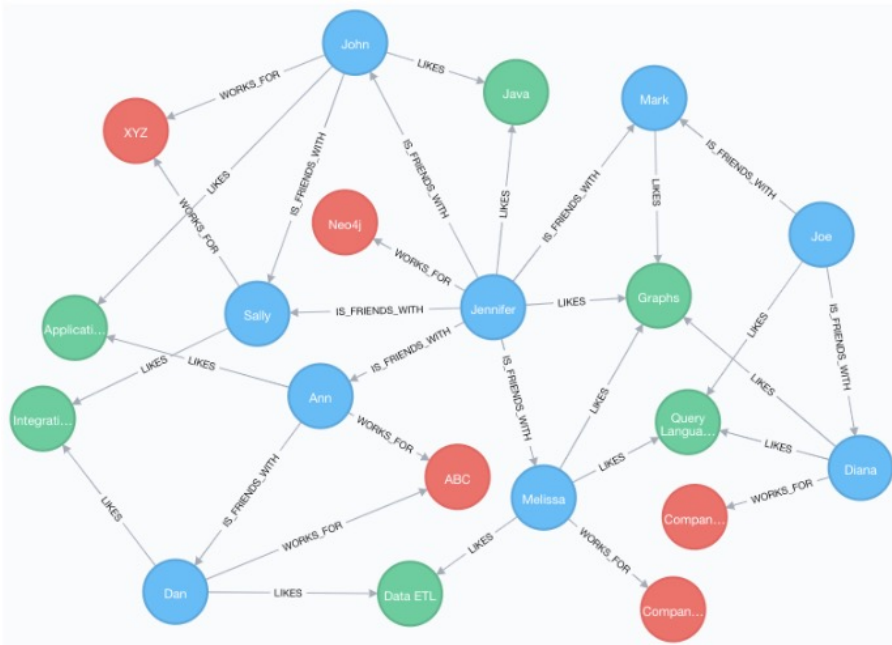 John
LIKES
WORKS_FOR
Java
Mark
XYZ
IS_FRIENDS_WITH
LIKES
IS_FRIENDS_WITH
IS_FRIENDS_WITH
LIKES
IS_FRIENDS_WITH
LIKES
WORKS_FOR
Neo4j
WORKS_FOR
Joe
Sally
IS_FRIENDS_WITH
Jennifer
LIKES
Graphs
Applicati...
LIKES
LIKES
IS_FRIENDS_WITH
IS_FRIENDS_WITH
LIKES
LIKES
LIKES
IS_FRIENDS_WITH
Ann
Integrati...
WORKS_FOR
Query
Langua...
LIKES
LIKES
Diana
IS_FRIENDS_WITH
ABC
Melissa
WORKS_FOR
Compan...
LIKES
WORKS_FOR
LIKES
WORKS_FOR
Dan
LIKES
Data ETL
Compan...